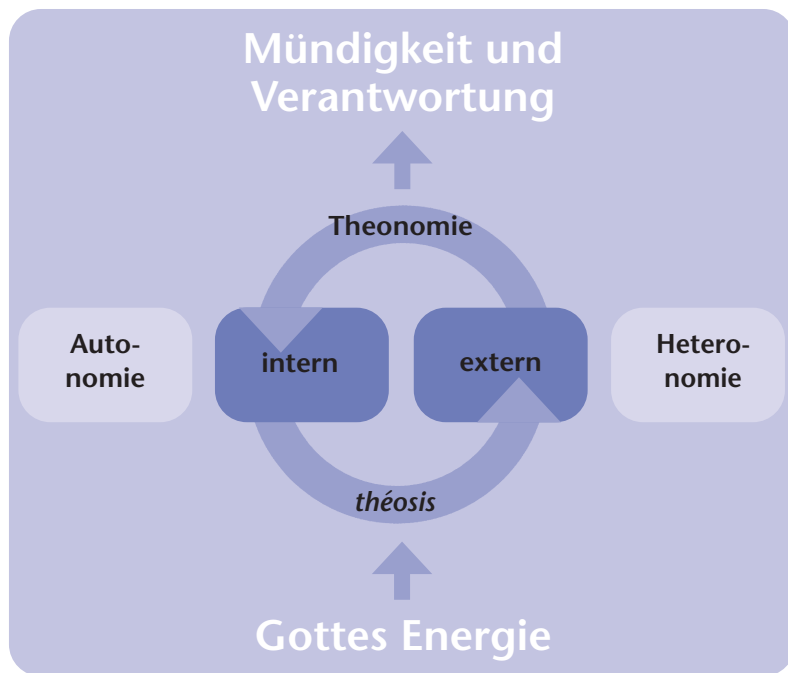 Mündigkeit und
Verantwortung
Theonomie
Auto-
nomie
intern
extern
Hetero-
nomie
théosis
Gottes Energie